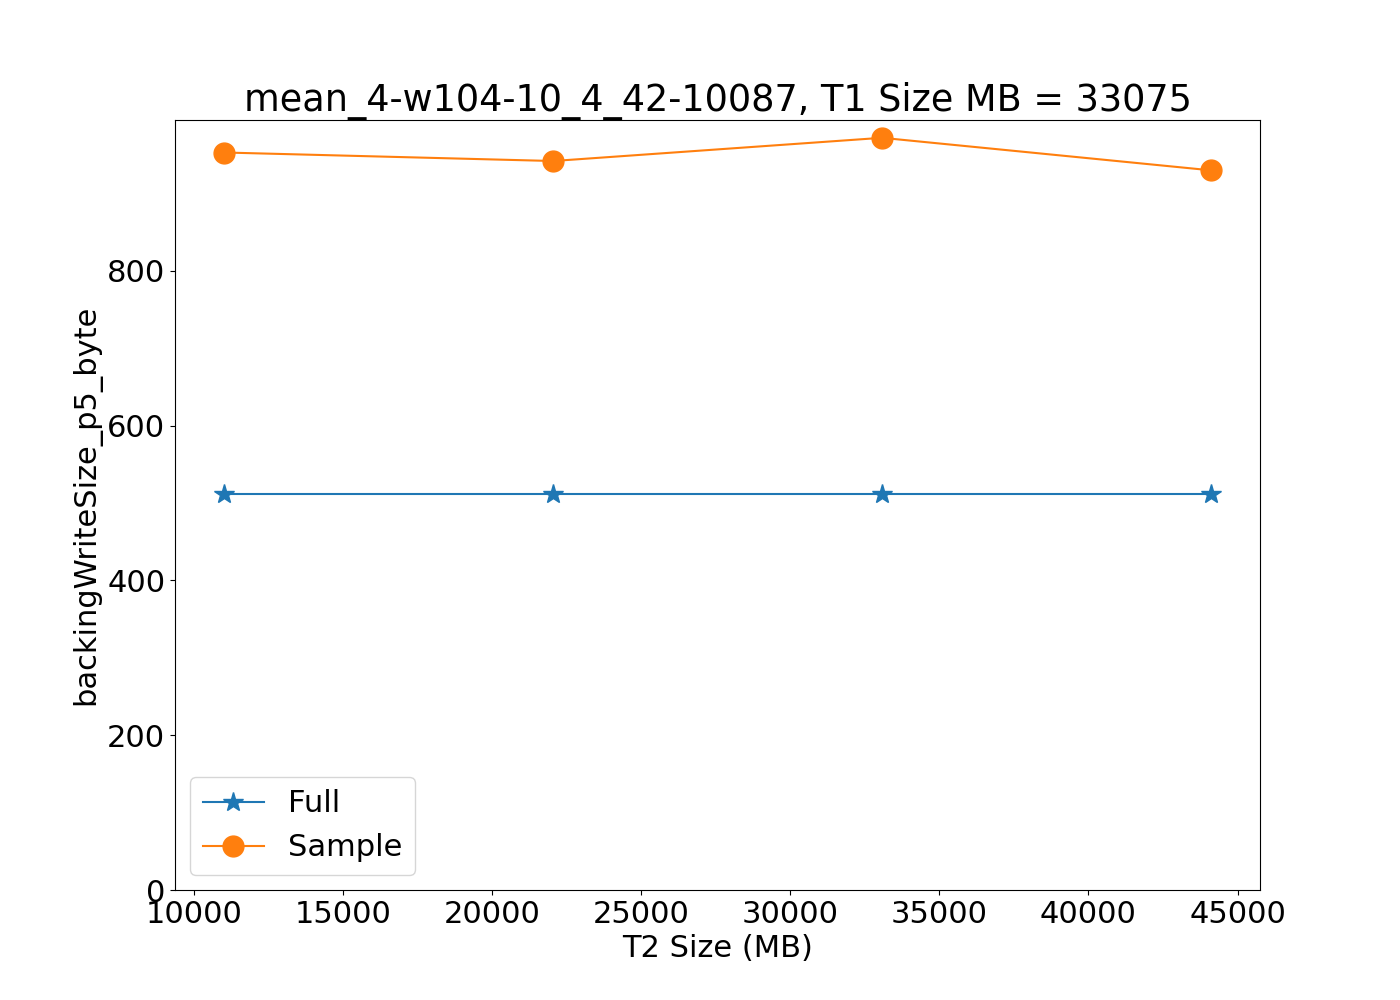 mean_4-w104-10_4_42-10087, T1 Size MB = 33075
backingWriteSize_p5_byte
800
600
400
200
0
Full
Sample
10000 15000 20000 25000 30000 35000 40000 45000
T2 Size (MB)